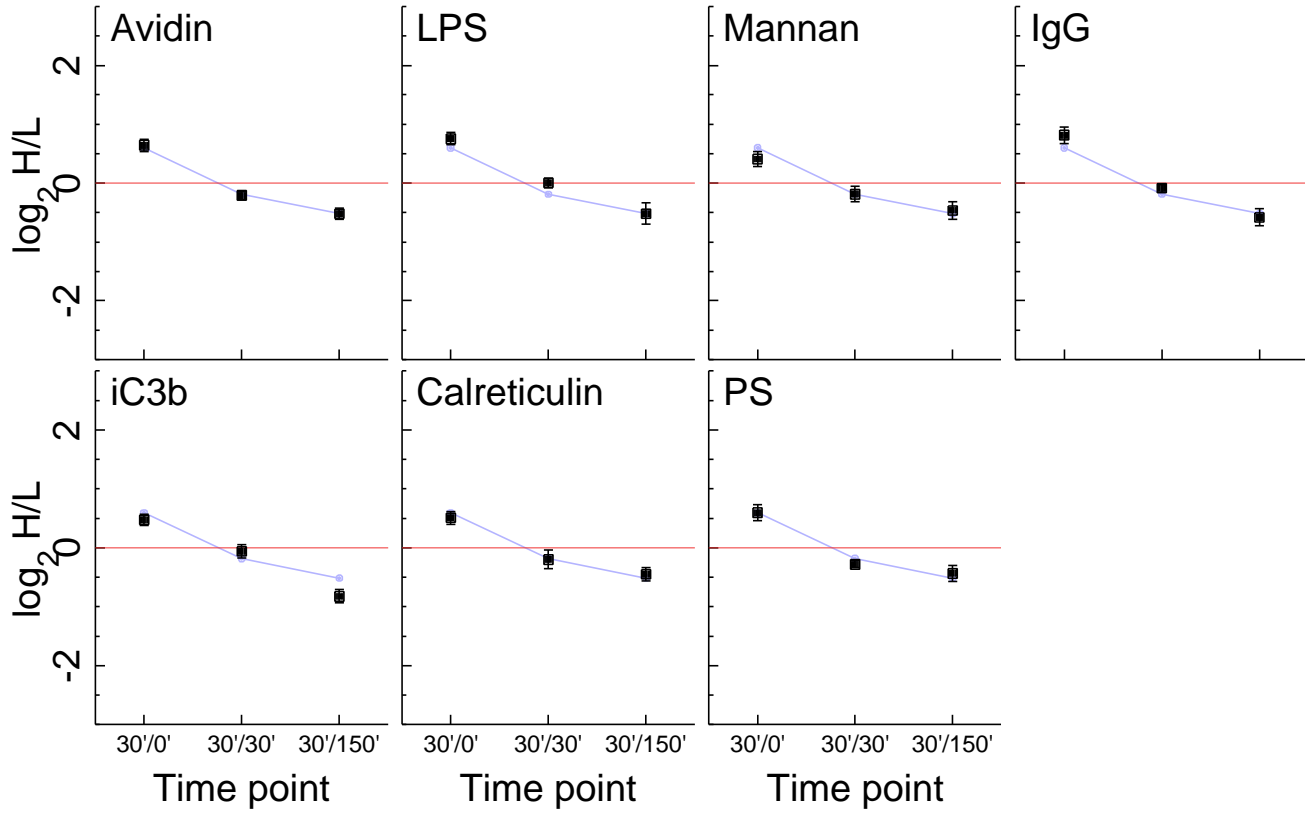 Avidin
LPS
Mannan
IgG
2
0
-2
log2 H/L
iC3b
Calreticulin
PS
2
0
-2
log2 H/L
30'/0' 30'/30' 30'/150'
30'/0' 30'/30' 30'/150'
30'/0' 30'/30' 30'/150'
Time point
Time point
Time point